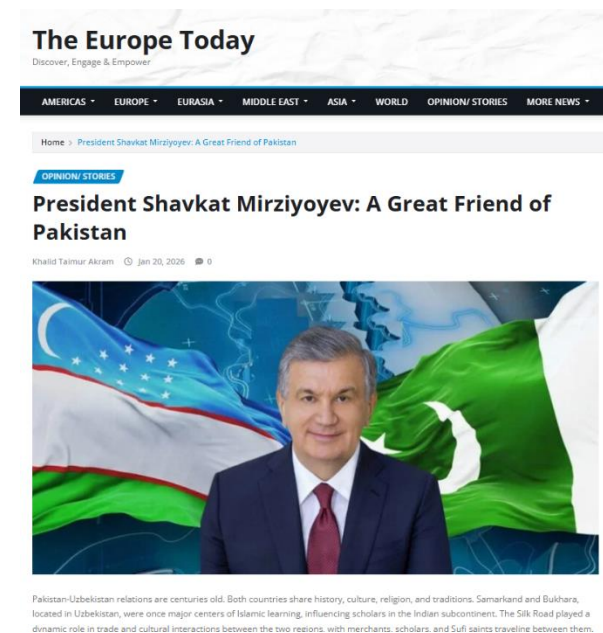 The Europe Today
Discover, Engage & Empower
AMERICAS EUROPE EURASIA MIDDLE EAST ASIA WORLD OPINION/ STORIES MORE NEWS
Home > President Shavkat Mirziyoyev: A Great Friend of Pakistan
OPINION/ STORIES
President Shavkat Mirziyoyev: A Great Friend of
Pakistan
Khalid Taimur Akram Jan 20, 2026 0
Pakistan-Uzbekistan relations are centuries old. Both countries share history, culture, religion, and traditions. Samarkand and Bukhara,
located in Uzbekistan, were once major centers of Islamic learning, influencing scholars in the Indian subcontinent. The Silk Road played a
dynamic role in trade and cultural interactions between the two regions, with merchants, scholars, and Sufi saints traveling between them.